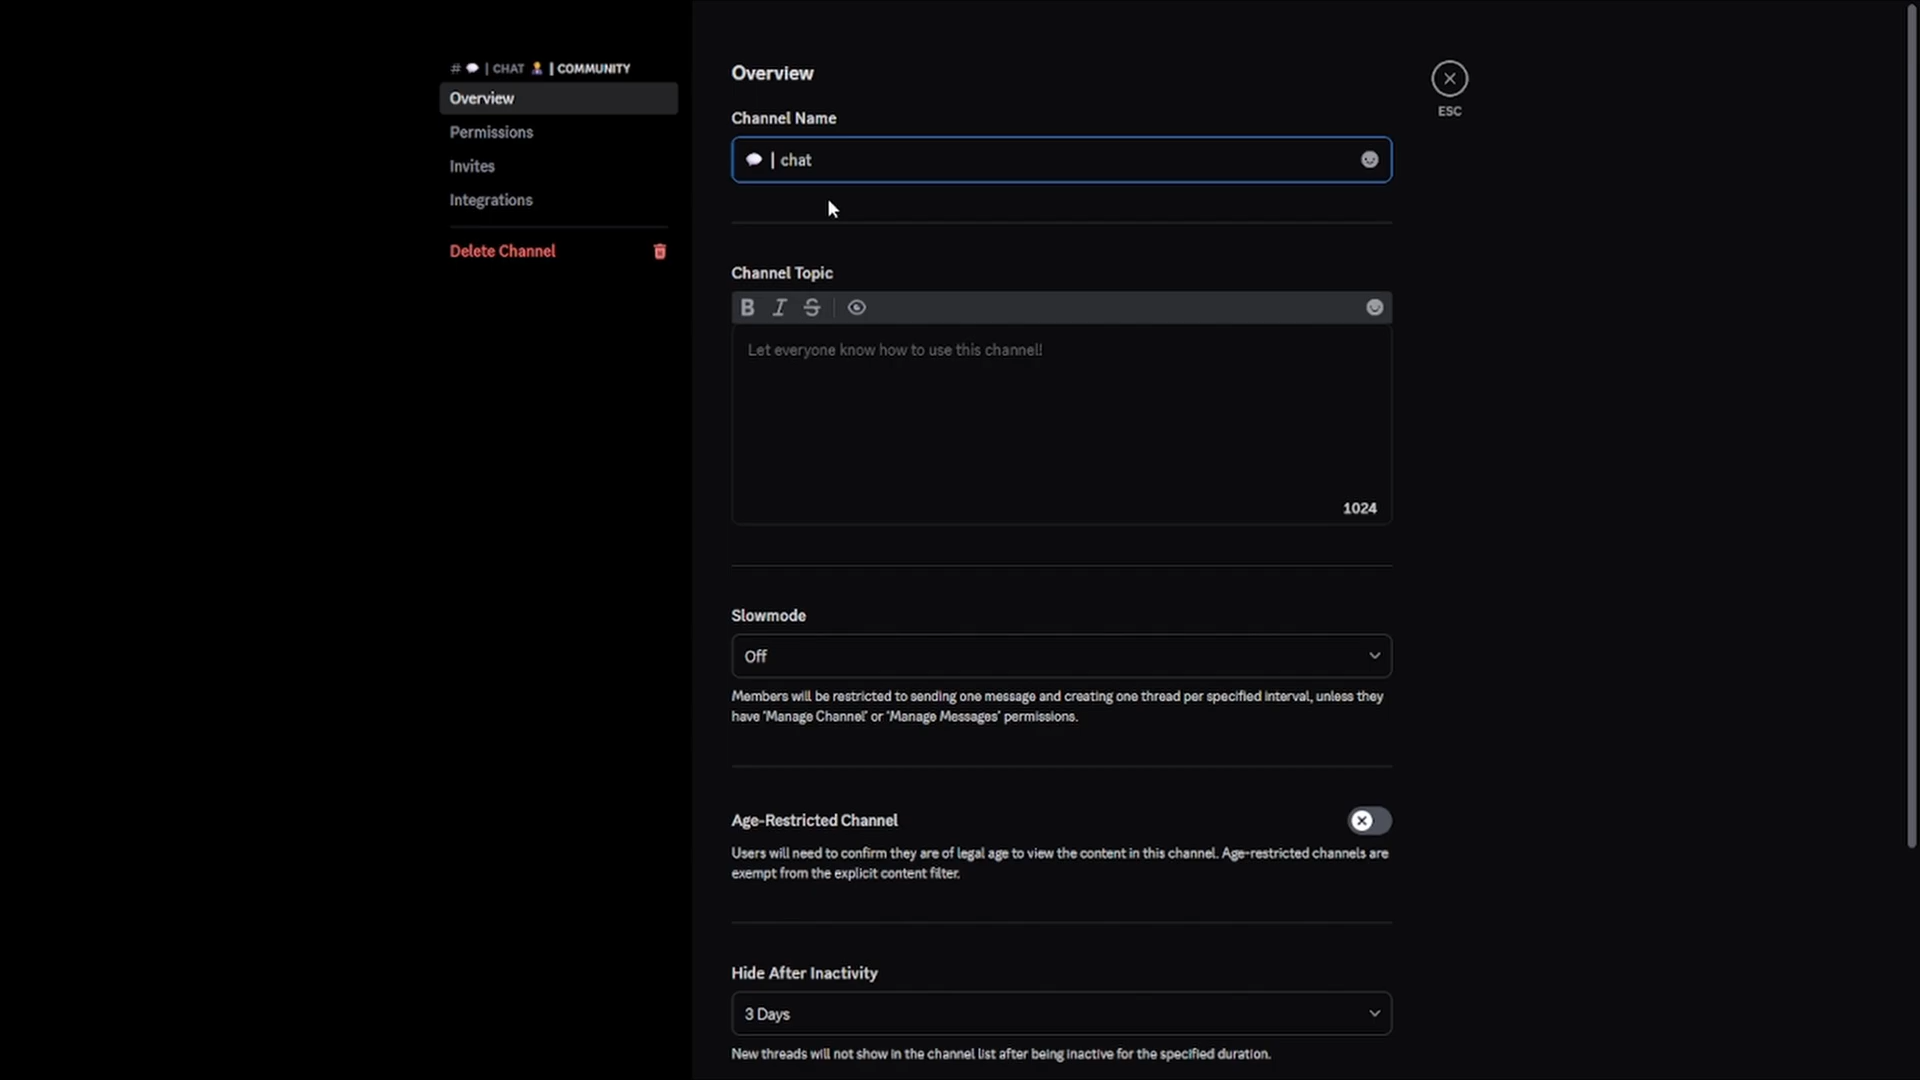 # 💬 | CHAT 🤷 | COMMUNITY
Overview
Permissions
Invites
Integrations
Delete Channel
Overview
ESC
Channel Name
💬 | chat
Channel Topic
B I S
Let everyone know how to use this channel!
1024
Slowmode
Off
Members will be restricted to sending one message and creating one thread per specified interval, unless they
have 'Manage Channel' or 'Manage Messages' permissions.
Age-Restricted Channel
Users will need to confirm they are of legal age to view the content in this channel. Age-restricted channels are
exempt from the explicit content filter.
Hide After Inactivity
3 Days
New threads will not show in the channel list after being inactive for the specified duration.